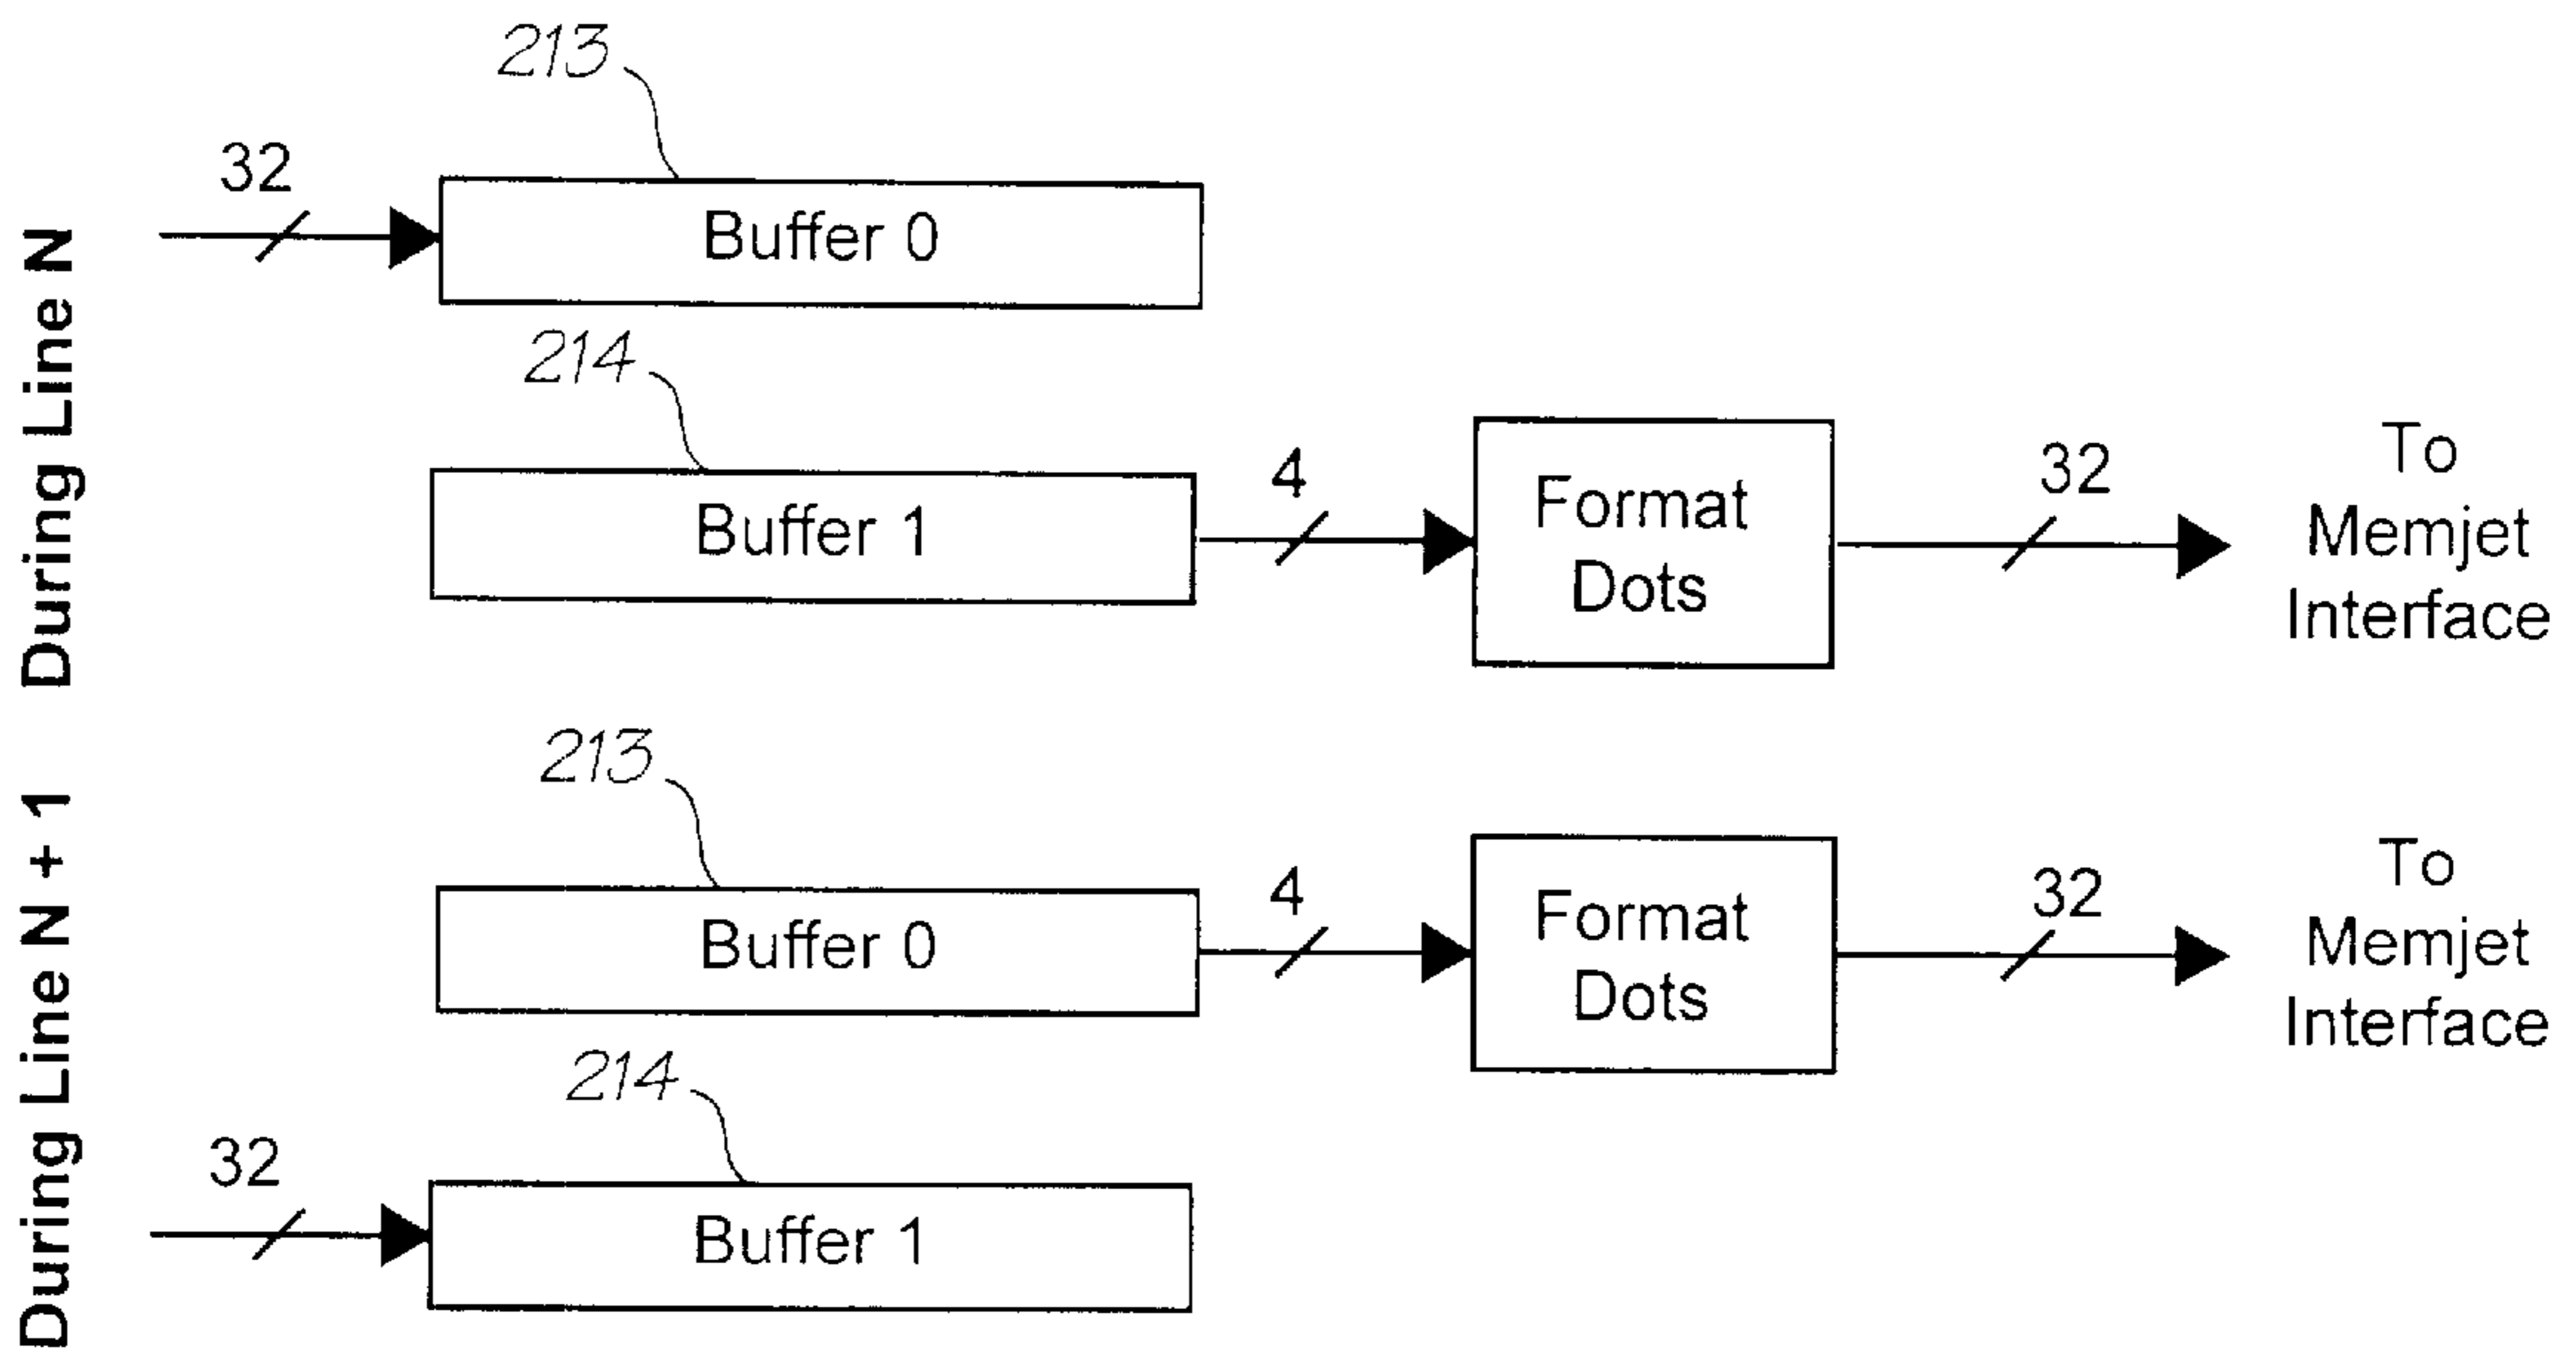 During Line N
213
32
Buffer 0
214
Buffer 1
4
Format
Dots
32
To
Memjet
Interface
During Line N + 1
213
Buffer 0
4
Format
Dots
32
To
Memjet
Interface
214
32
Buffer 1